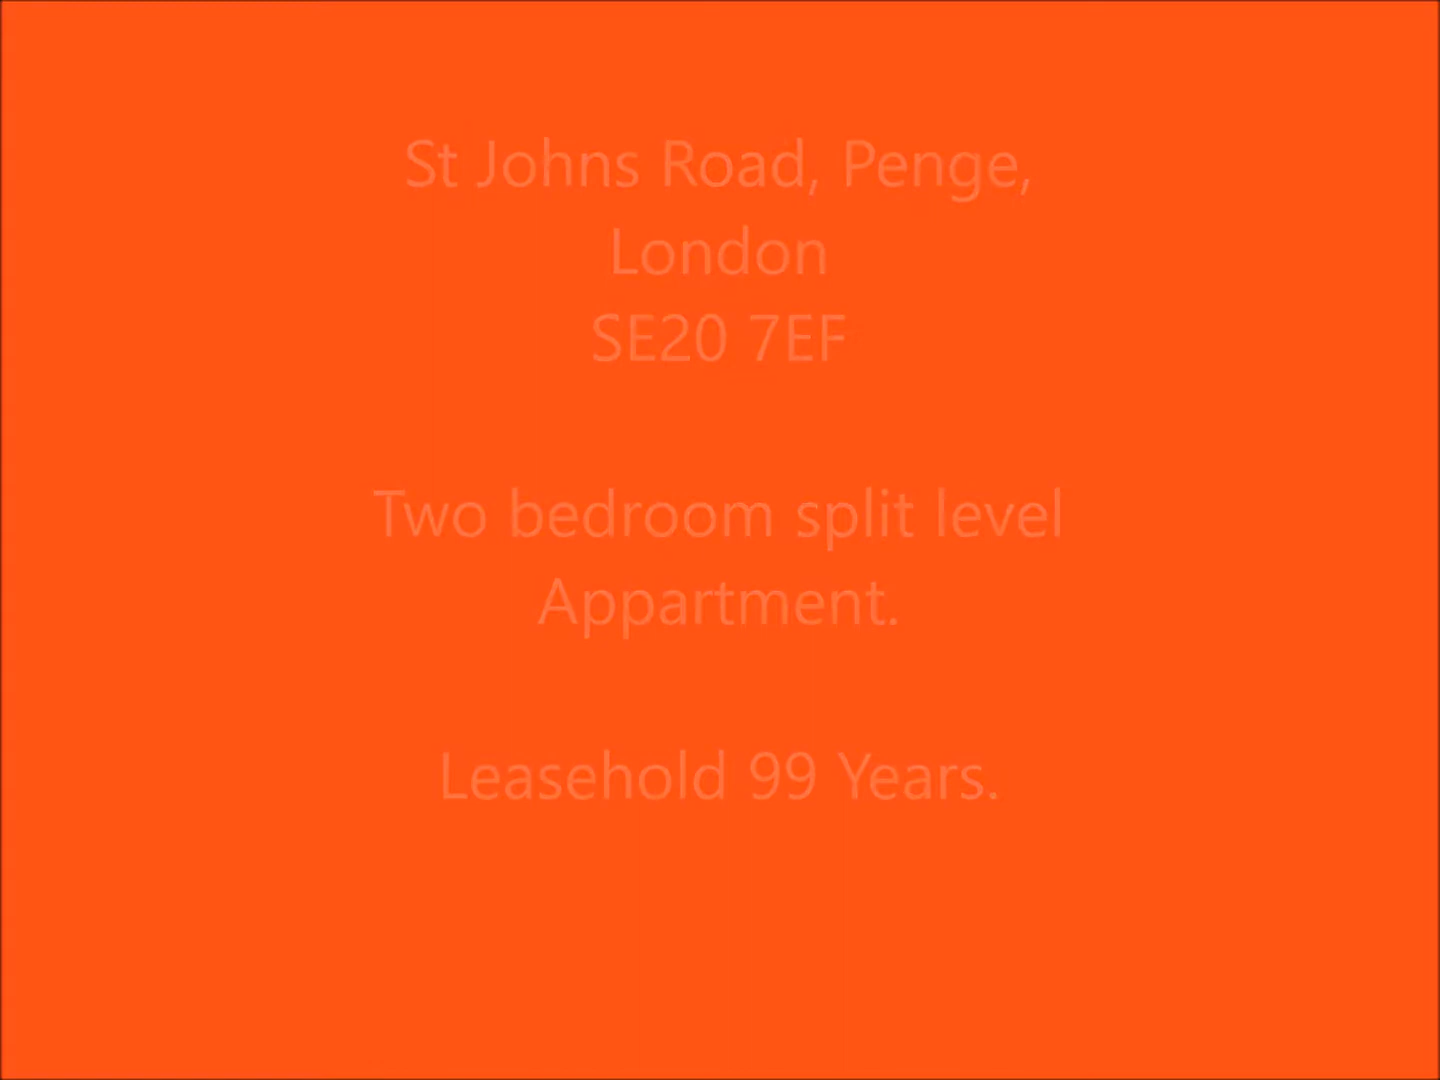 St Johns Road, Penge,
London
SE20 7EF
Two bedroom split level
Appartment.
Leasehold 99 Years.